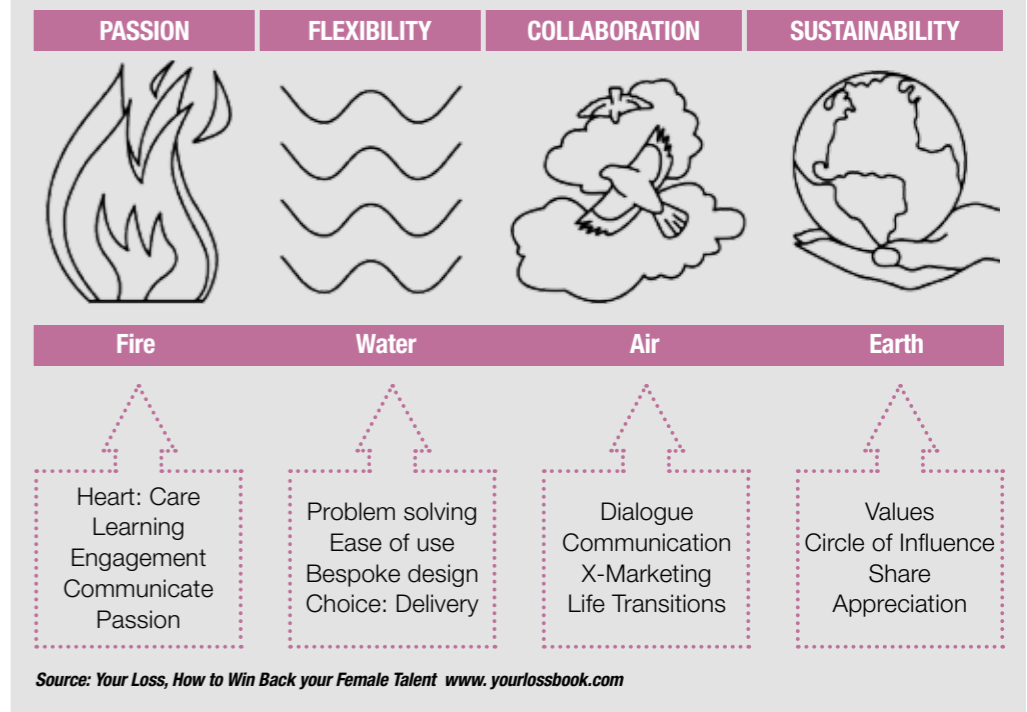 PASSION
FLEXIBILITY
COLLABORATION
SUSTAINABILITY
Fire
Water
Air
Earth
Heart: Care
Learning
Engagement
Communicate
Passion
Problem solving
Ease of use
Bespoke design
Choice: Delivery
Dialogue
Communication
X-Marketing
Life Transitions
Values
Circle of Influence
Share
Appreciation
Source: Your Loss, How to Win Back your Female Talent www. yourlossbook.com